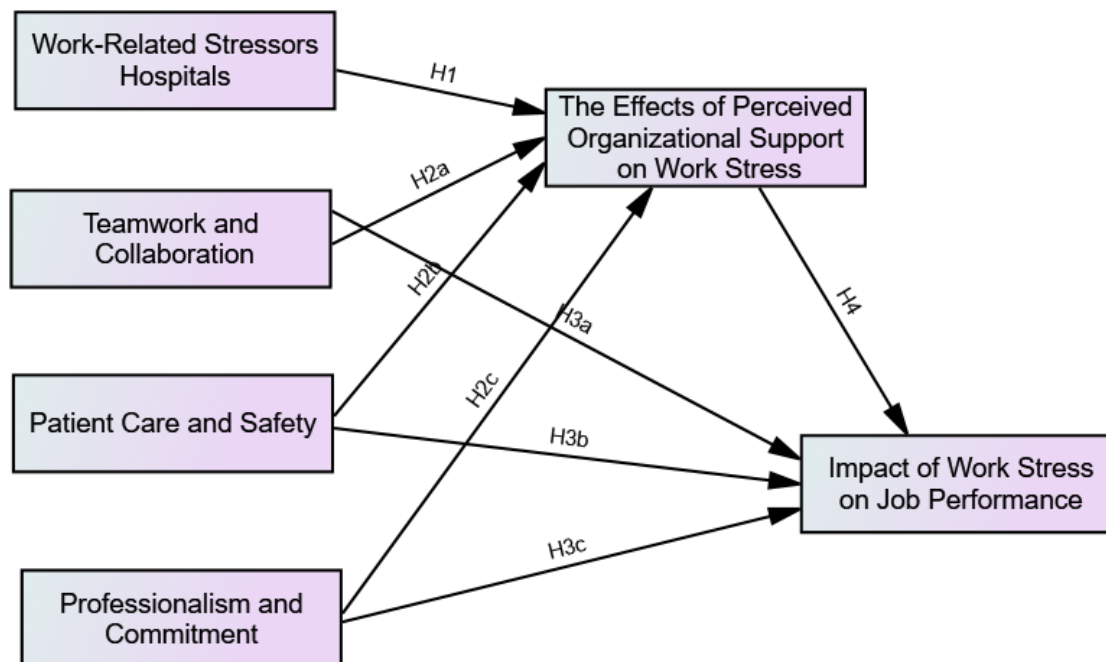 Work-Related Stressors
Hospitals
H1
The Effects of Perceived
Organizational Support
on Work Stress
H2a
Teamwork and
Collaboration
H2b
H3a
H4
H2c
Patient Care and Safety
H3b
Impact of Work Stress
on Job Performance
H3c
Professionalism and
Commitment